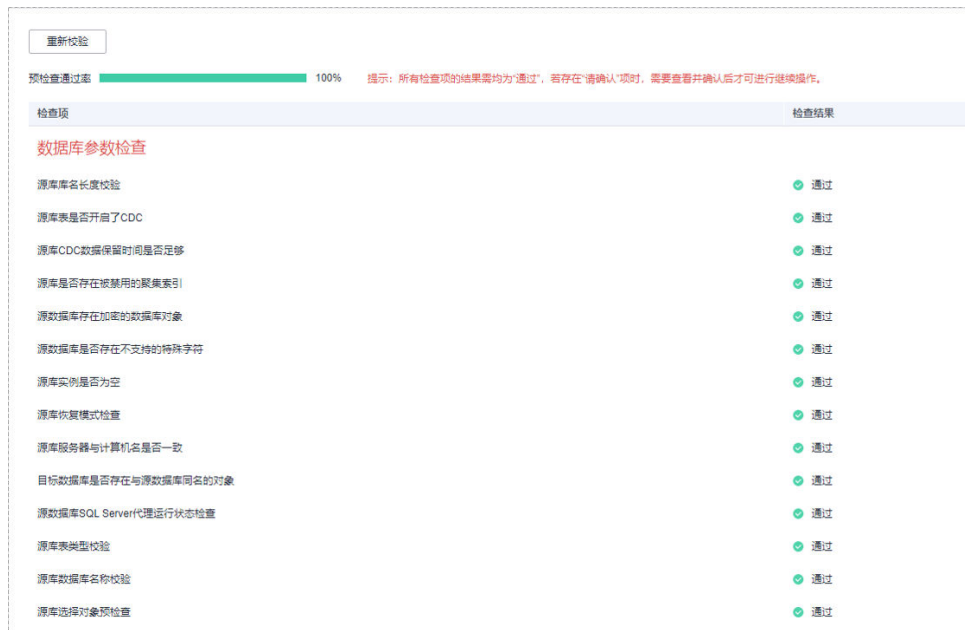 重新校验
预检查通过率 100% 提示：所有检查项的结果需均为“通过”，若存在“请确认”项时，需要查看并确认后才可进行继续操作。
检查项 检查结果
数据库参数检查
源库库名长度校验 通过
源库表是否开启了CDC 通过
源库CDC数据保留时间是否足够 通过
源库是否存在被禁用的聚集索引 通过
源数据库存在加密的数据库对象 通过
源数据库是否存在不支持的特殊字符 通过
源库实例是否为空 通过
源库恢复模式检查 通过
源库服务器与计算机名是否一致 通过
目标数据库是否存在与源数据库同名的对象 通过
源数据库SQL Server代理运行状态检查 通过
源库表类型校验 通过
源库数据库名称校验 通过
源库选择对象预检查 通过